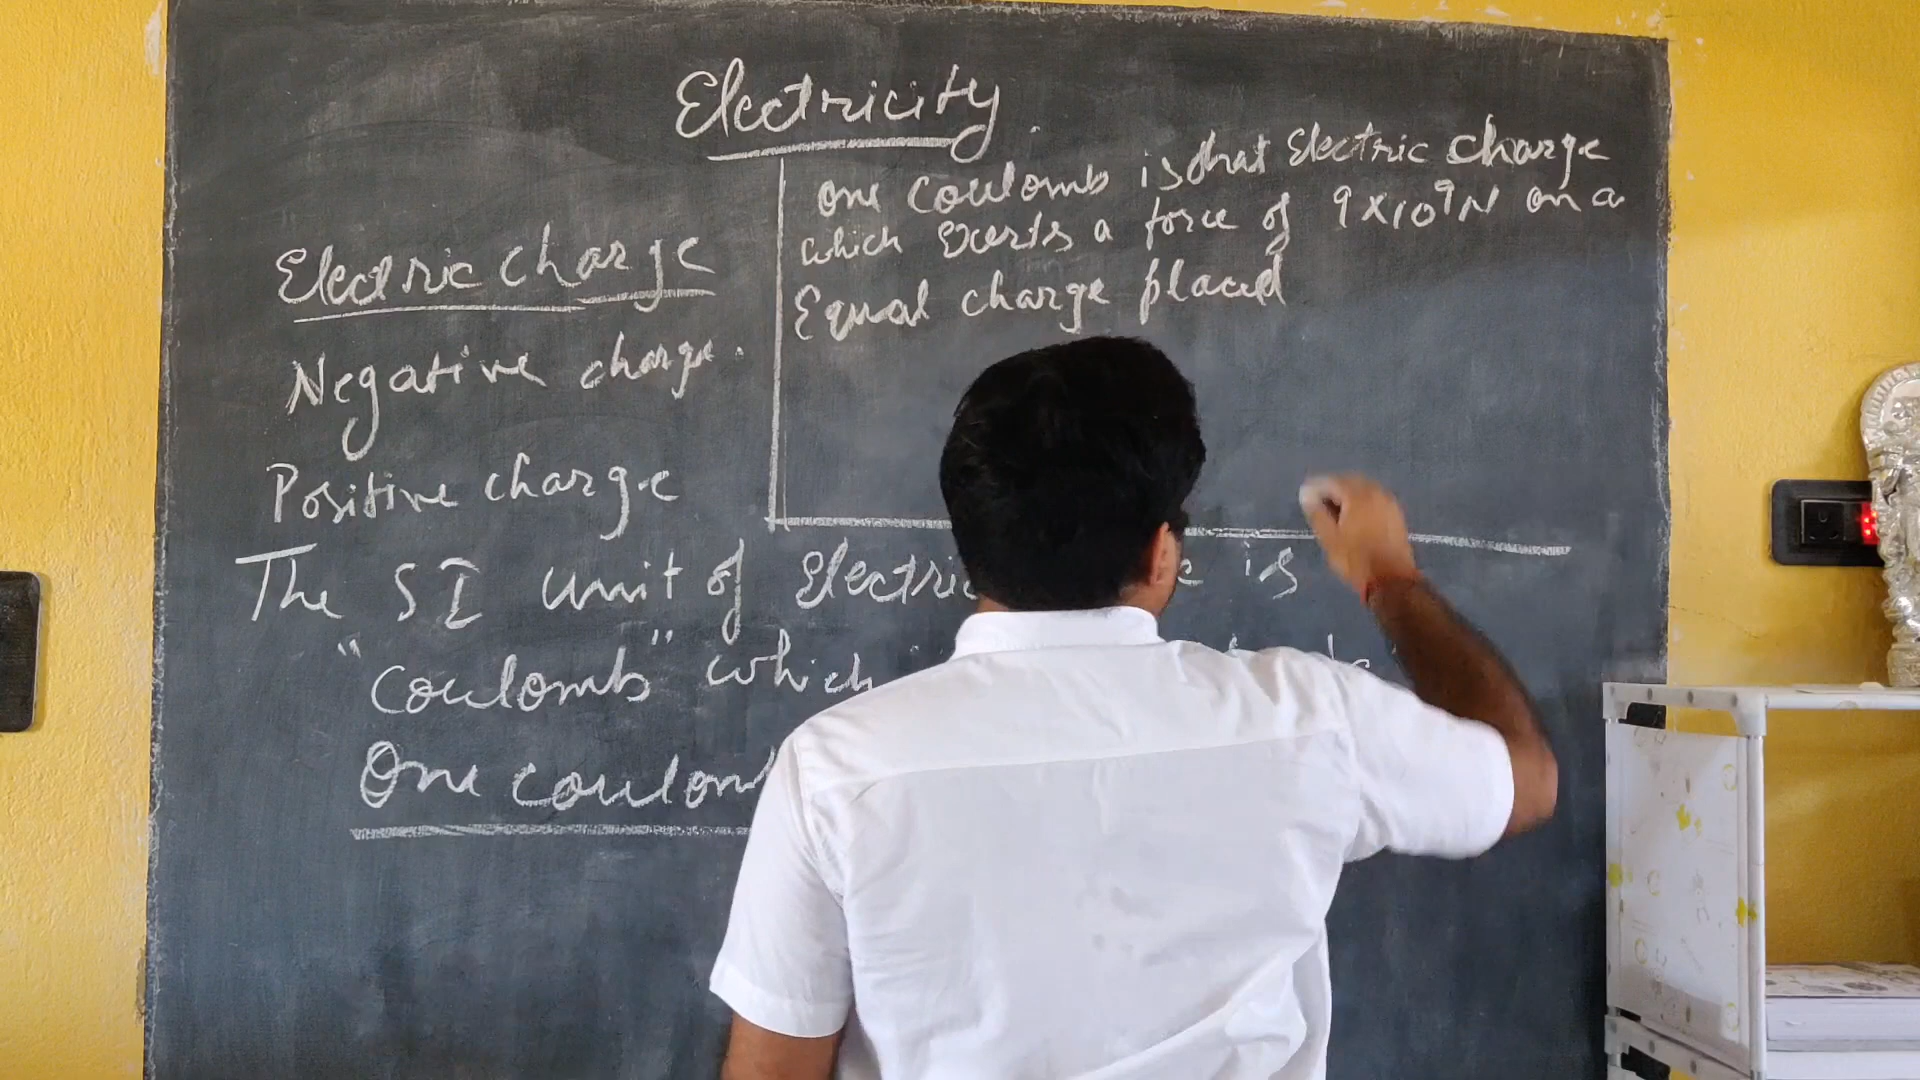 Electricity
Electric charge
Negative charge.
Positive charge
one coulomb is that Electric charge
which Exerts a force of 9×10⁹N on a
Equal charge placed
The SI unit of Electric is
"coulomb" which
One coulomb